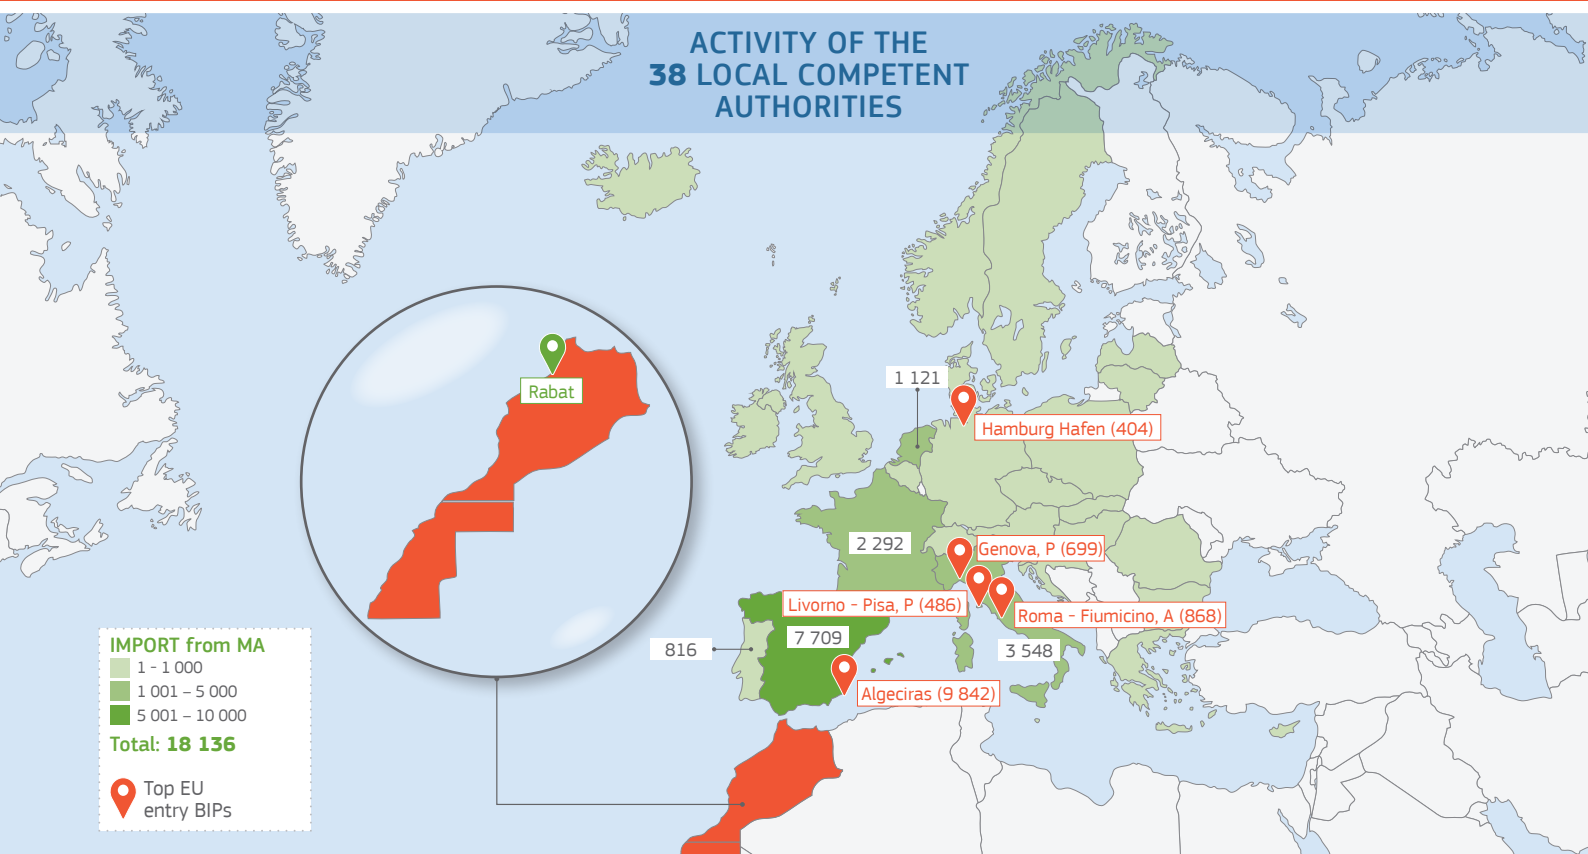 ACTIVITY OF THE
38 LOCAL COMPETENT
AUTHORITIES
Rabat
1 121
Hamburg Hafen (404)
2 292
Genova, P (699)
Livorno - Pisa, P (486)
Roma - Fiumicino, A (868)
7 709
816
3 548
Algeciras (9 842)
IMPORT from MA
1 - 1 000
1 001 – 5 000
5 001 – 10 000
Total: 18 136
Top EU
entry BIPs